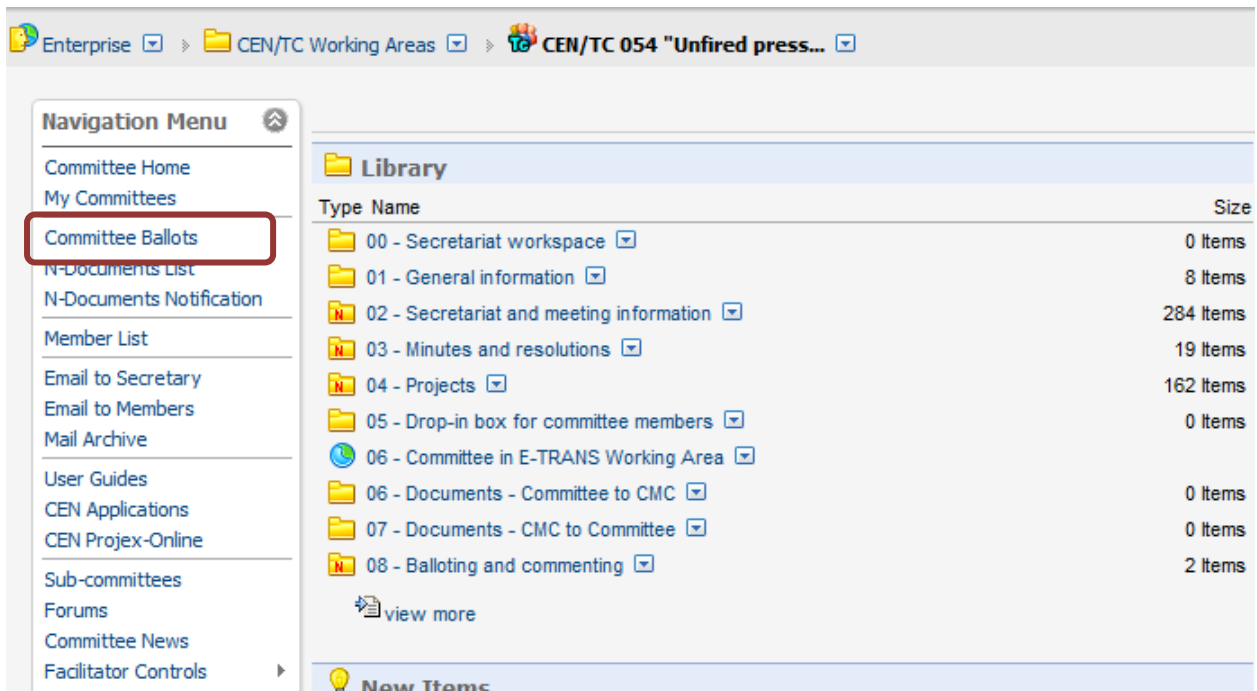 Enterprise » CEN/TC Working Areas » CEN/TC 054 "Unfired press...
Navigation Menu
Committee Home
My Committees
Committee Ballots
N-Documents List
N-Documents Notification
Member List
Email to Secretary
Email to Members
Mail Archive
User Guides
CEN Applications
CEN Projex-Online
Sub-committees
Forums
Committee News
Facilitator Controls
Library
Type Name Size
00 - Secretariat workspace 0 Items
01 - General information 8 Items
02 - Secretariat and meeting information 284 Items
03 - Minutes and resolutions 19 Items
04 - Projects 162 Items
05 - Drop-in box for committee members 0 Items
06 - Committee in E-TRANS Working Area
06 - Documents - Committee to CMC 0 Items
07 - Documents - CMC to Committee 0 Items
08 - Balloting and commenting 2 Items
view more
New Items